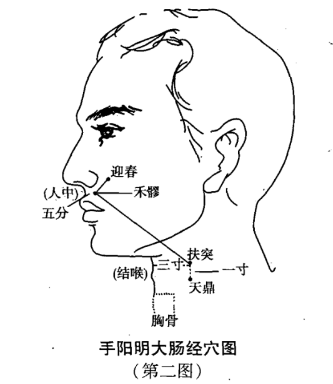 迎春
(人中)
禾髎
五分
扶突
(结喉)
三寸
一寸
天鼎
胸骨
手阳明大肠经穴图
(第二图)